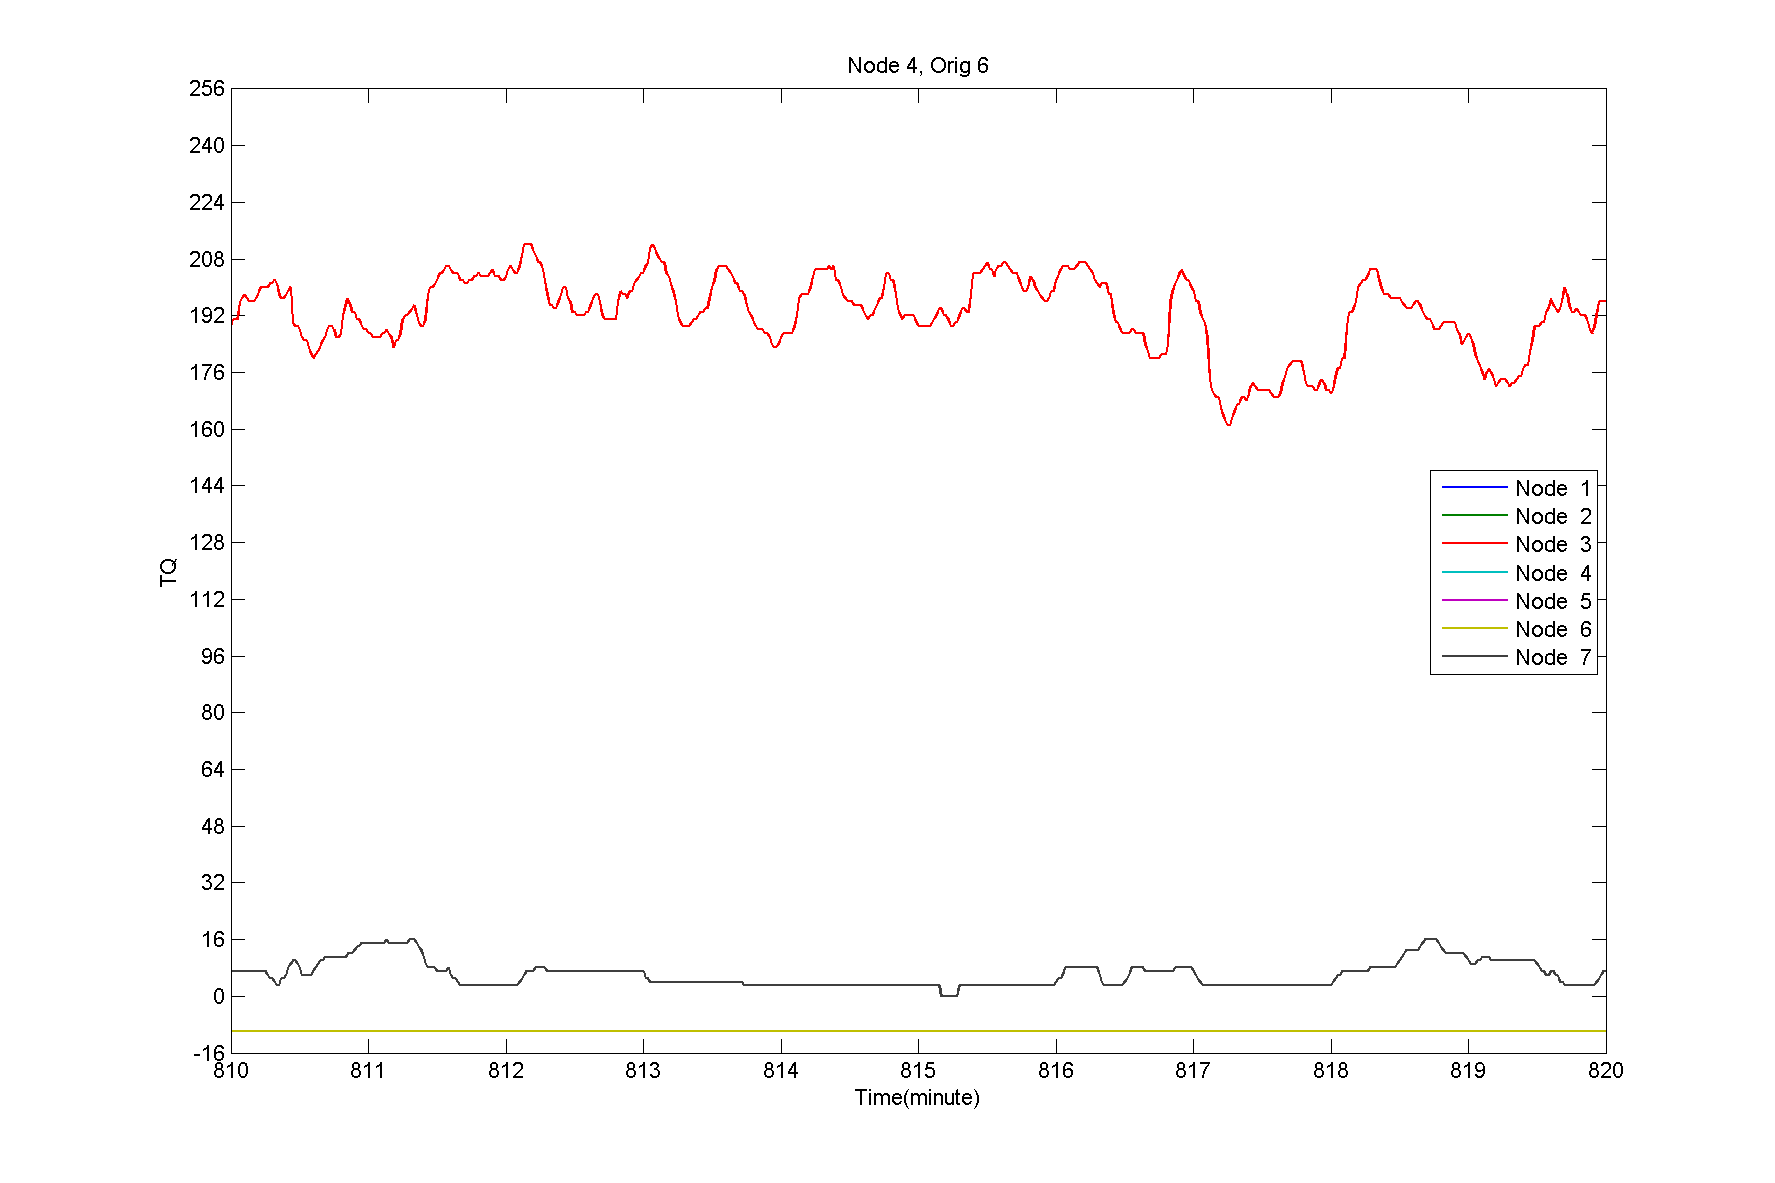 Node 4, Orig 6
256
240
224
208
192
176
160
144
128
112
96
80
64
48
32
16
0
-16
TQ
Node 1
Node 2
Node 3
Node 4
Node 5
Node 6
Node 7
810 811 812 813 814 815 816 817 818 819 820
Time(minute)